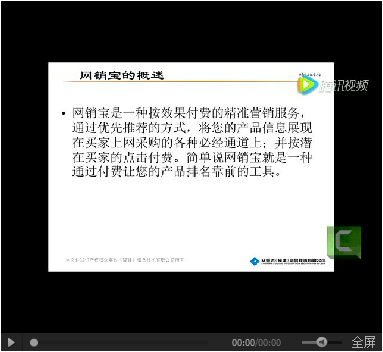 网销宝的概述
腾讯视频
• 网销宝是一种按效果付费的精准营销服务，
通过优先推荐的方式，将您的产品信息展现
在买家上网采购的各种必经通道上；并按潜
在买家的点击付费。简单说网销宝就是一种
通过付费让您的产品排名靠前的工具。
00:00/00:00
全屏